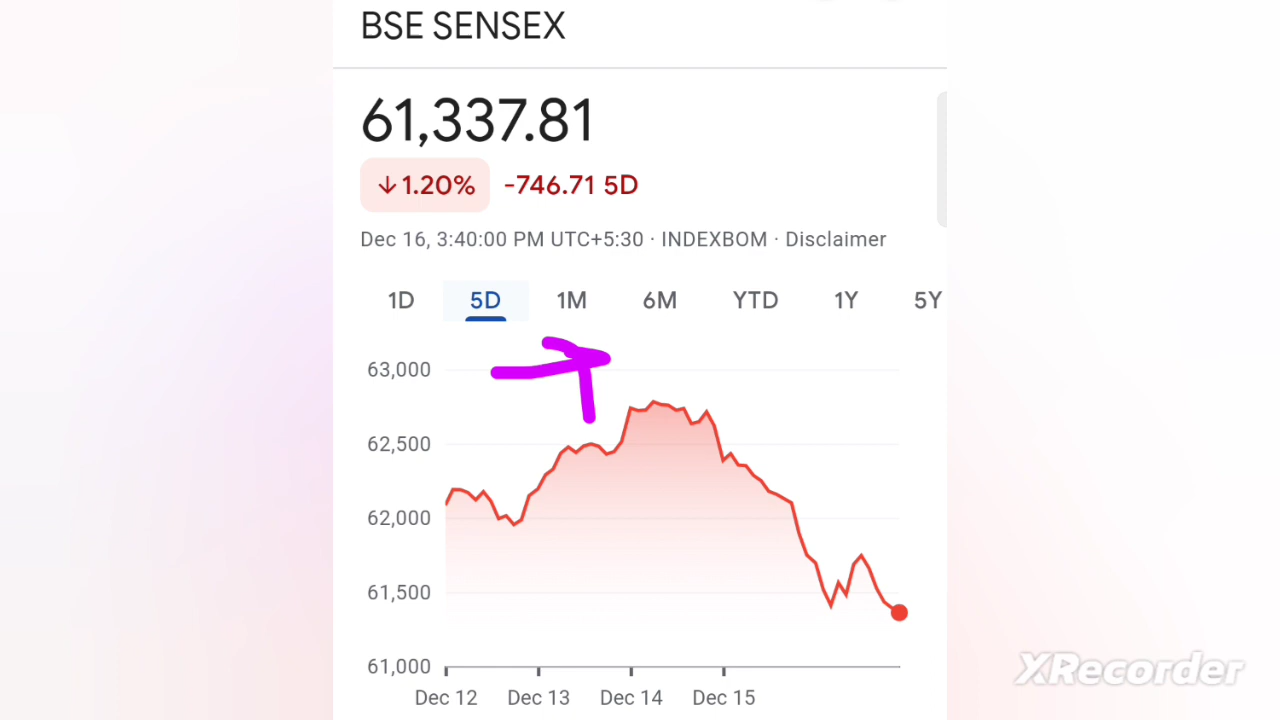 BSE SENSEX
61,337.81
↓1.20% -746.71 5D
Dec 16, 3:40:00 PM UTC+5:30 · INDEXBOM · Disclaimer
1D 5D 1M 6M YTD 1Y 5Y
63,000
62,500
62,000
61,500
61,000
Dec 12 Dec 13 Dec 14 Dec 15
XRecorder